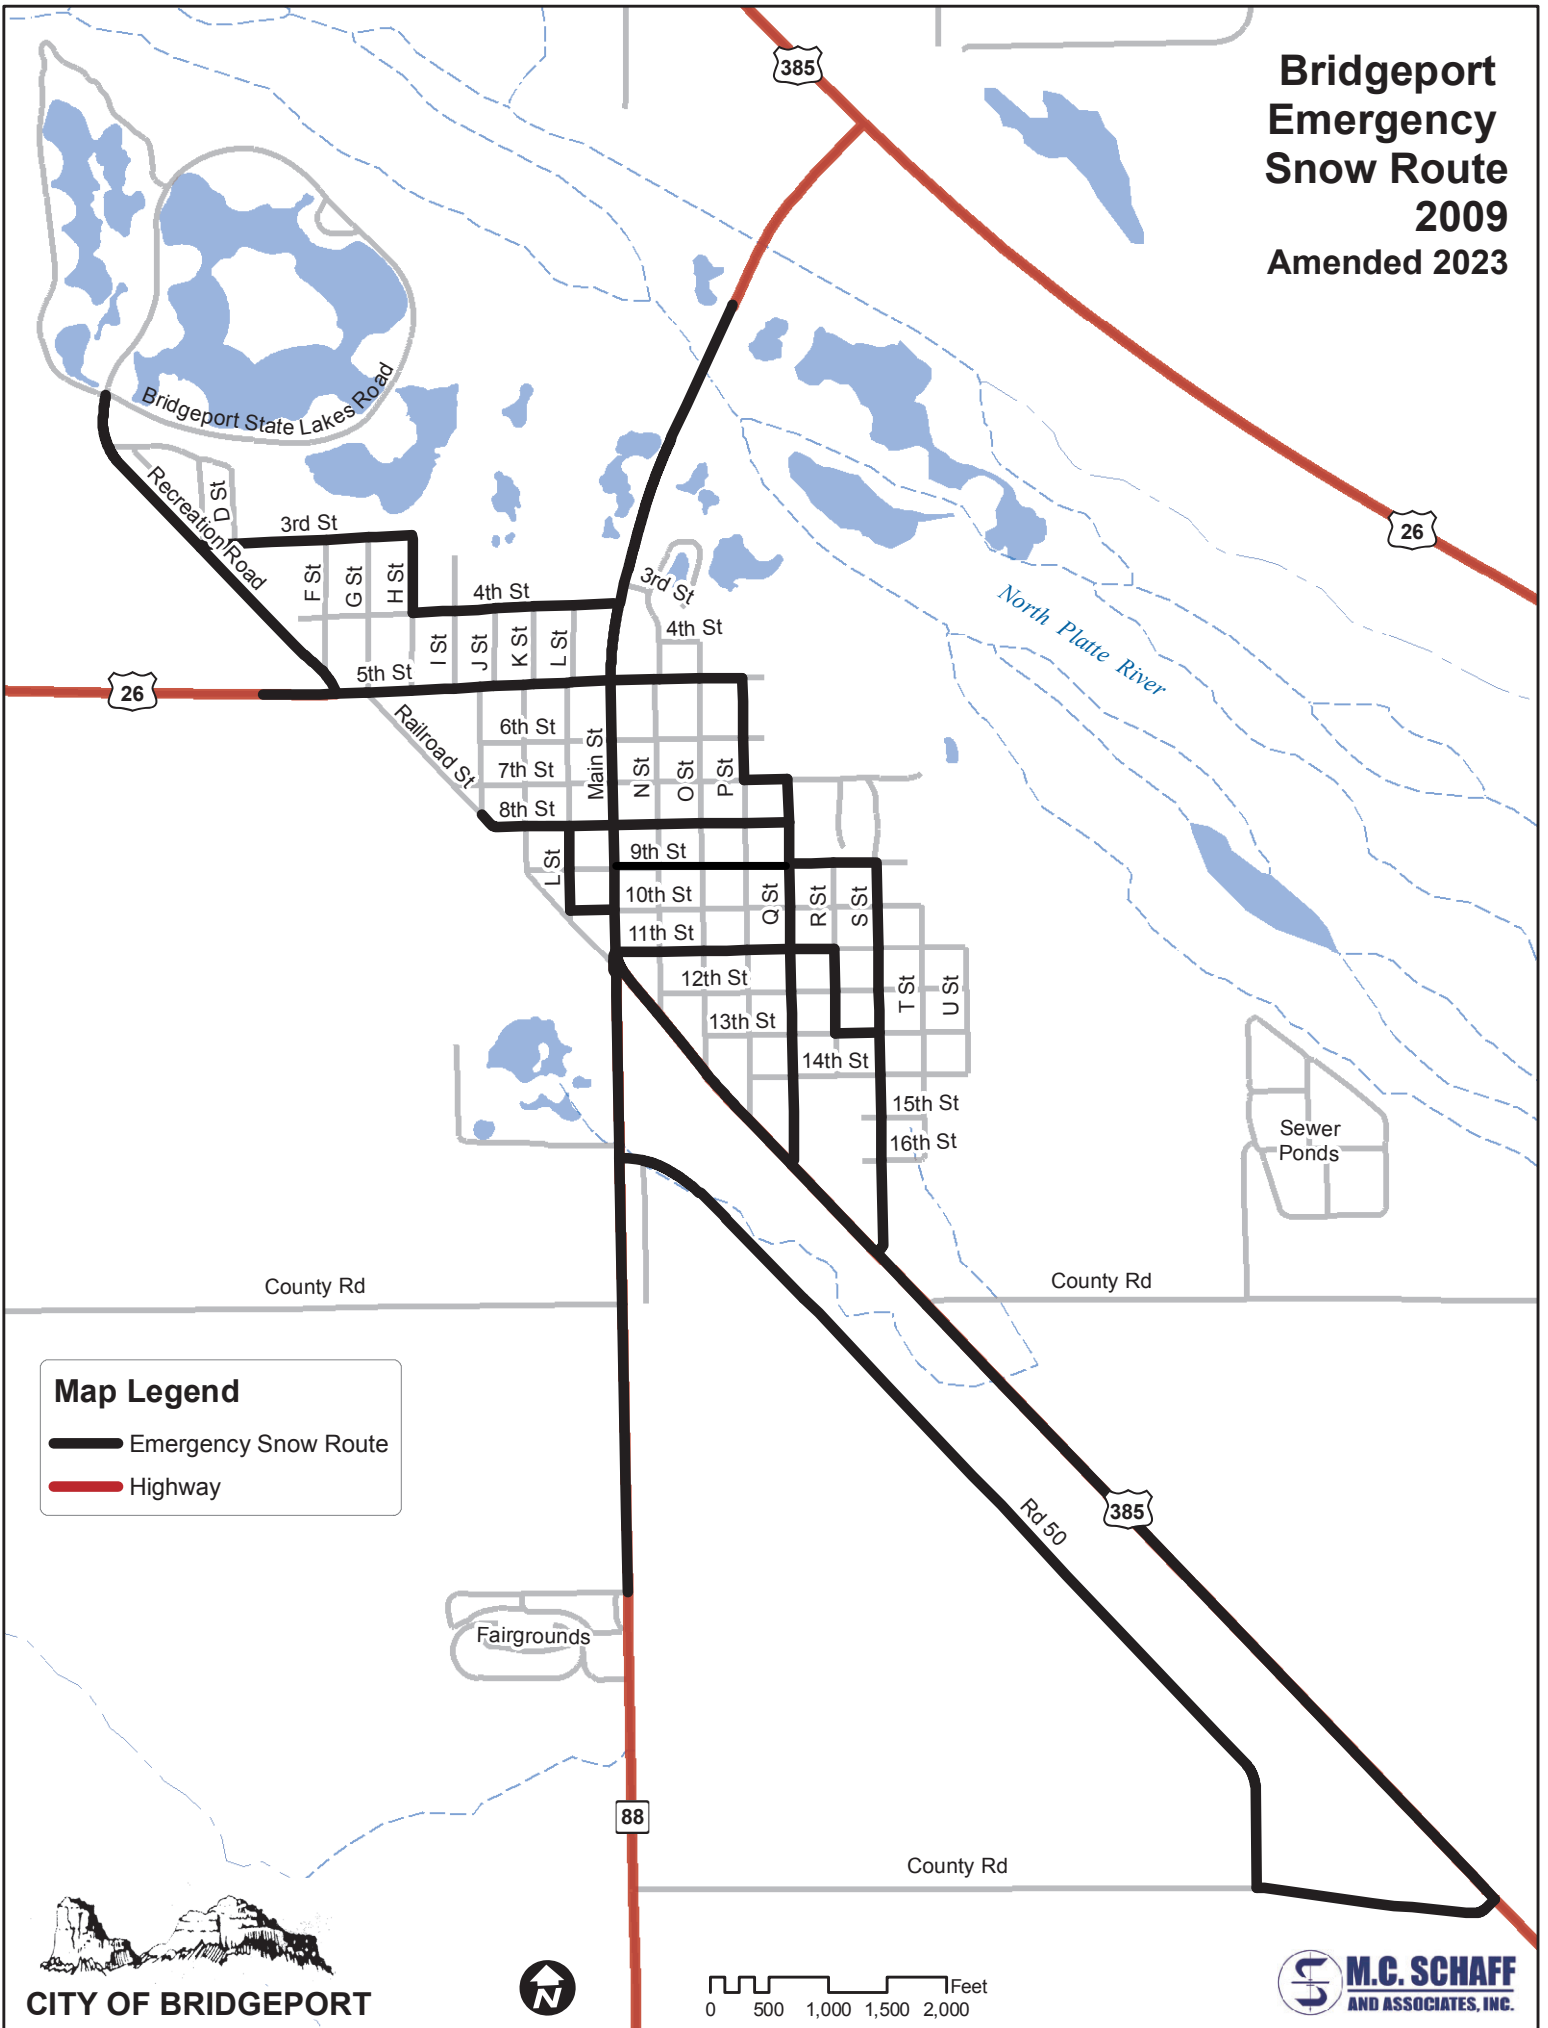 385
Bridgeport
Emergency
Snow Route
2009
Amended 2023
Bridgeport State Lakes Road
Recreation Road
D St
3rd St
26
F St
G St
H St
4th St
3rd St
North Platte River
4th St
I St
J St
K St
L St
5th St
26
Railroad St
6th St
Main St
7th St
N St
O St
P St
8th St
9th St
L St
10th St
Q St
R St
S St
11th St
12th St
T St
U St
13th St
14th St
15th St
16th St
Sewer
Ponds
County Rd
County Rd
Map Legend
Emergency Snow Route
Highway
Rd 50
385
Fairgrounds
88
County Rd
CITY OF BRIDGEPORT
N
Feet
0 500 1,000 1,500 2,000
M.C. SCHAFF
AND ASSOCIATES, INC.